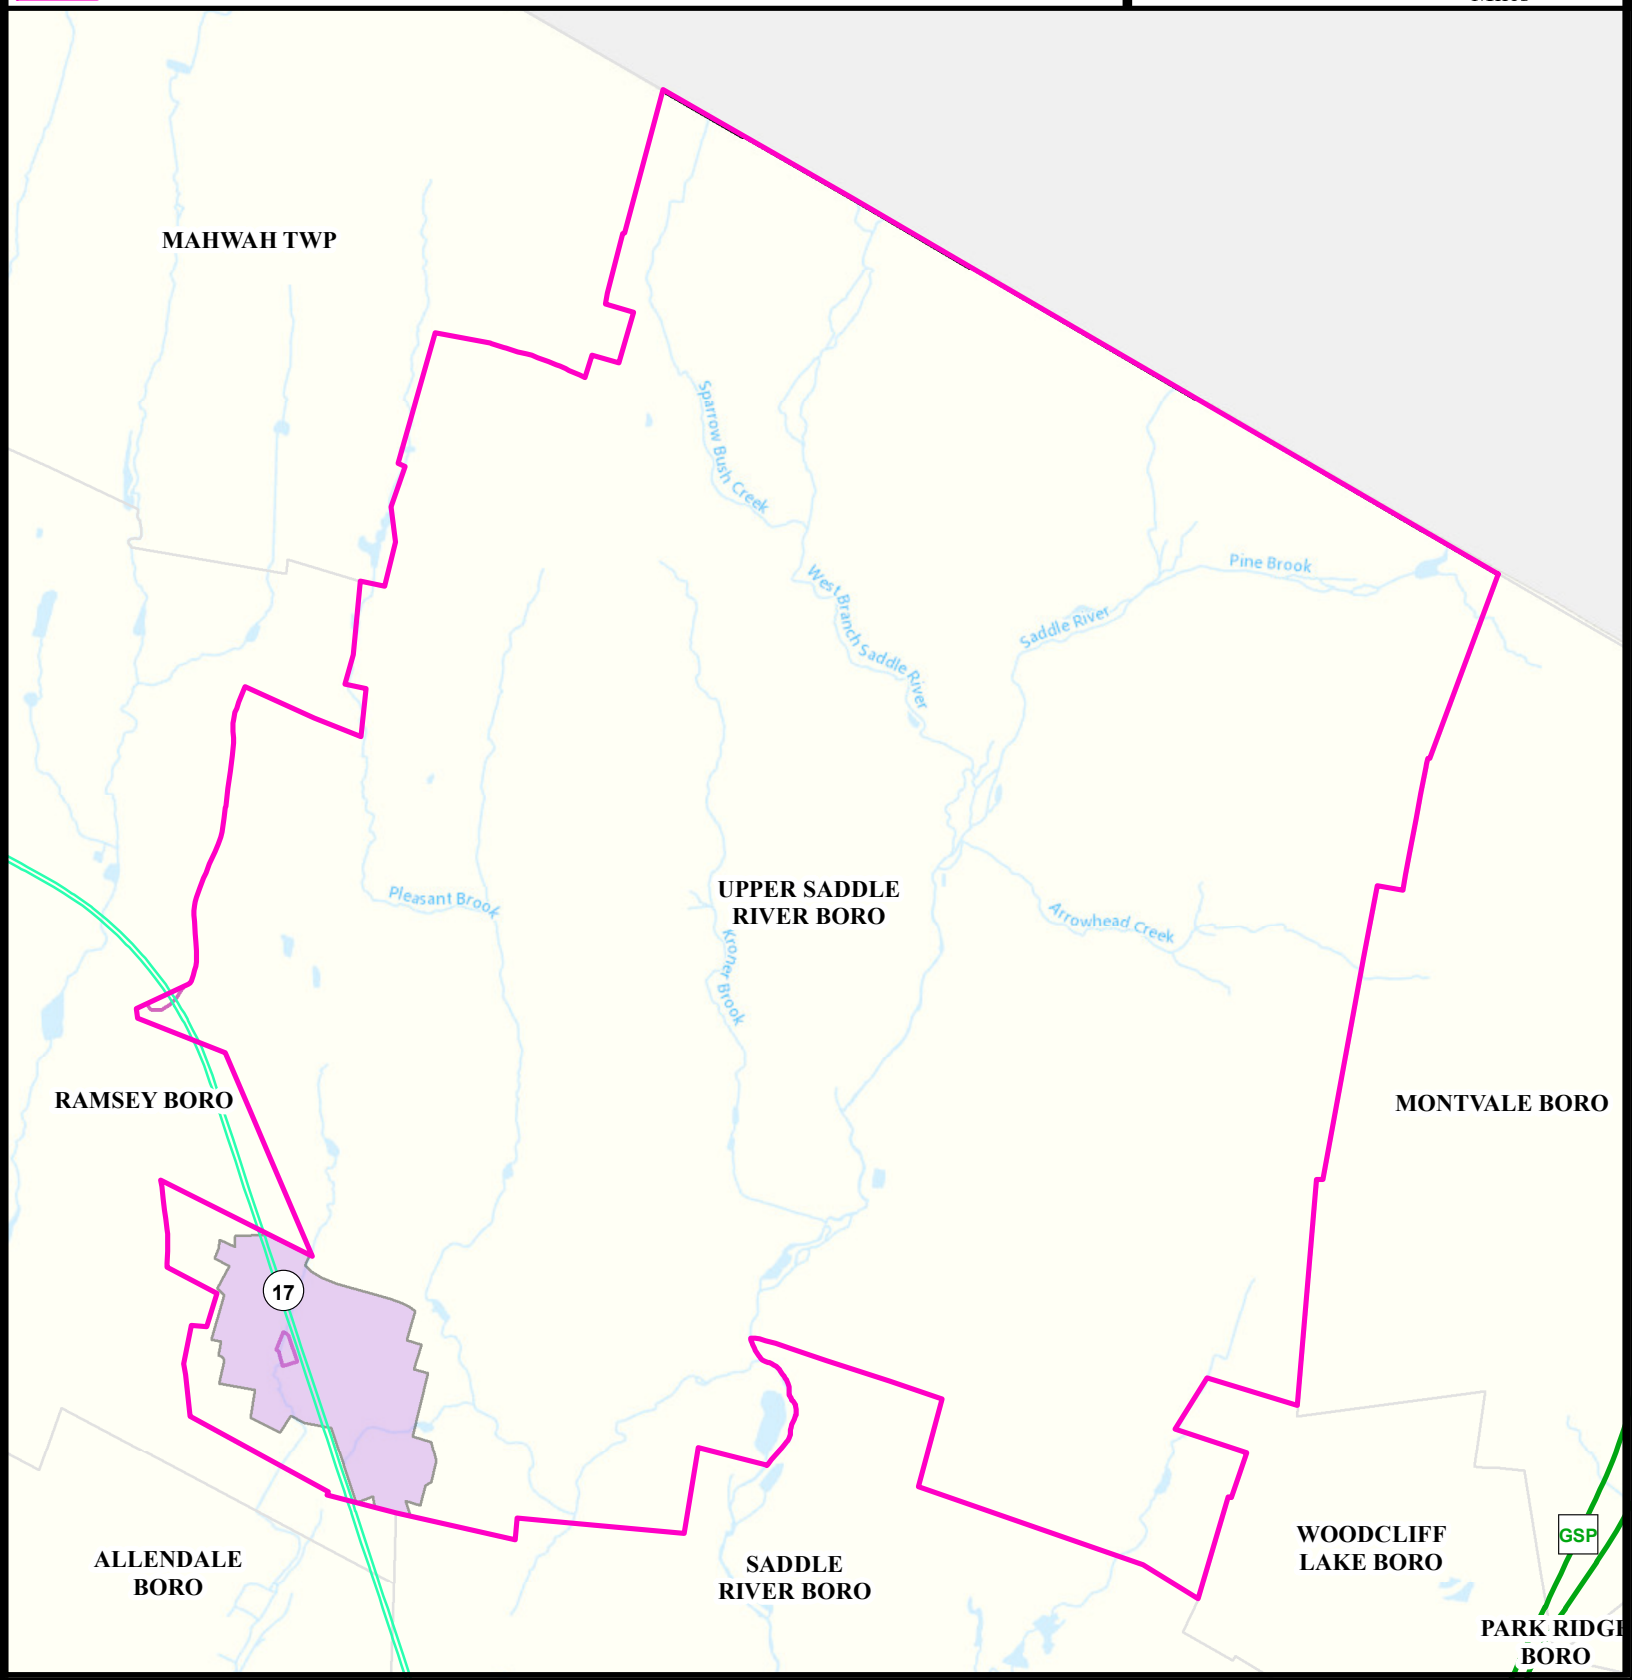 MAHWAH TWP
Sparrow Bush Creek
Pine Brook
West Branch Saddle River
Saddle River
UPPER SADDLE
RIVER BORO
Pleasant Brook
Arrowhead Creek
Kroner Brook
RAMSEY BORO
MONTVALE BORO
17
GSP
WOODCLIFF
LAKE BORO
ALLENDALE
BORO
SADDLE
RIVER BORO
PARK RIDGE
BORO